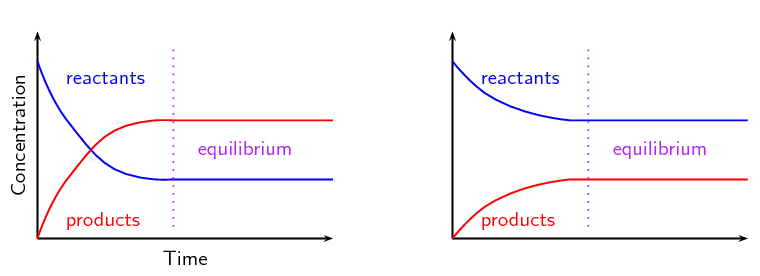 Concentration
reactants
equilibrium
products
Time
reactants
equilibrium
products